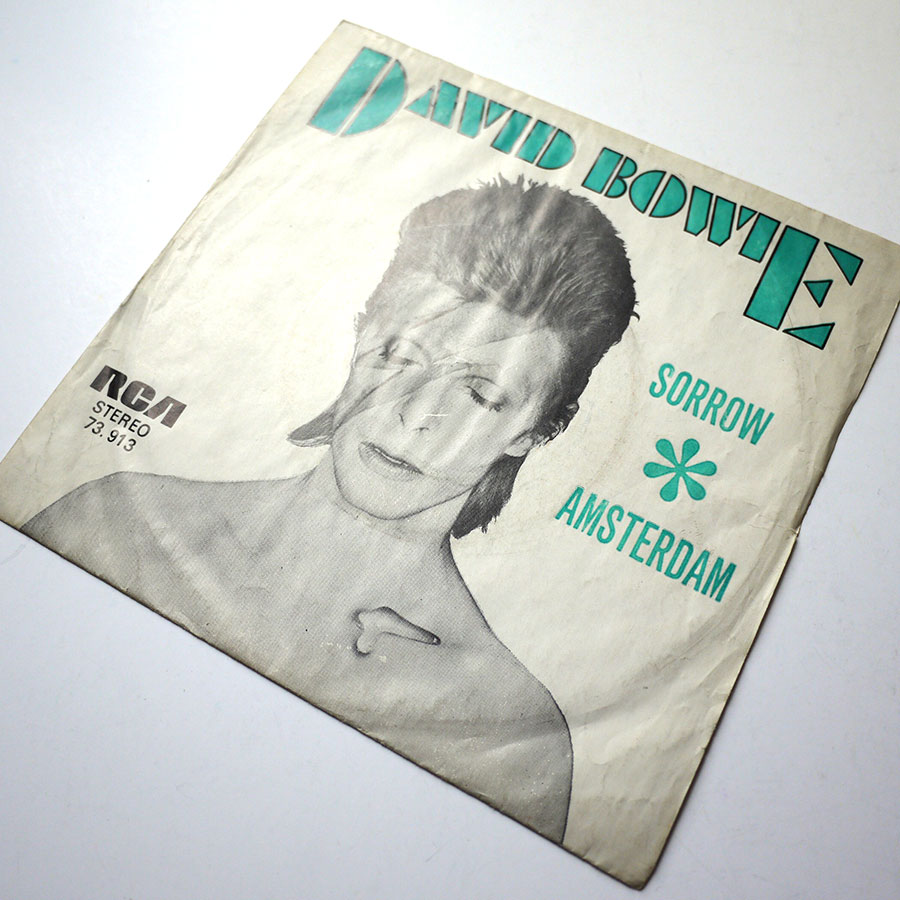 DAVID BOWIE
SORROW
*
AMSTERDAM
RCA
STEREO
73.913